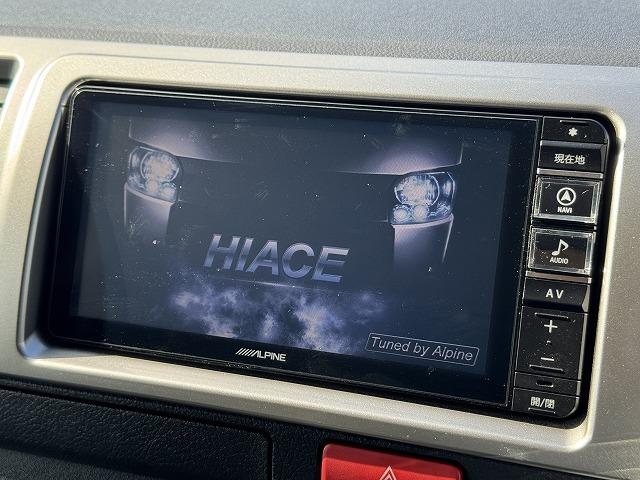 HIACE
Tuned by Alpine
ALPINE
✱
現在地
NAVI
AUDIO
AV
+
−
開/閉